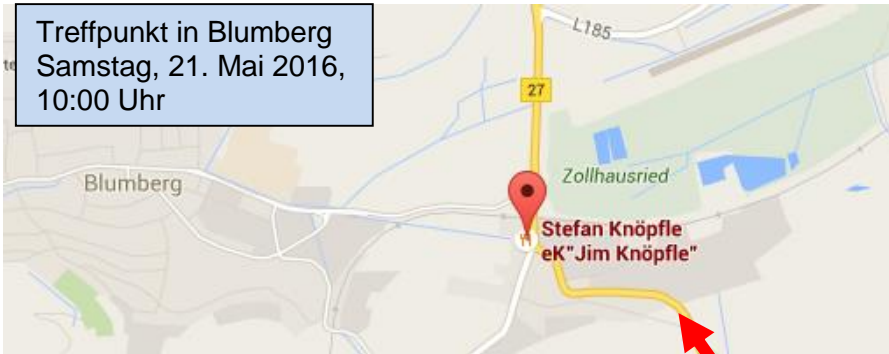 Treffpunkt in Blumberg
Samstag, 21. Mai 2016,
10:00 Uhr
L185
27
Blumberg
Zollhausried
Stefan Knöpfle
eK"Jim Knöpfle"